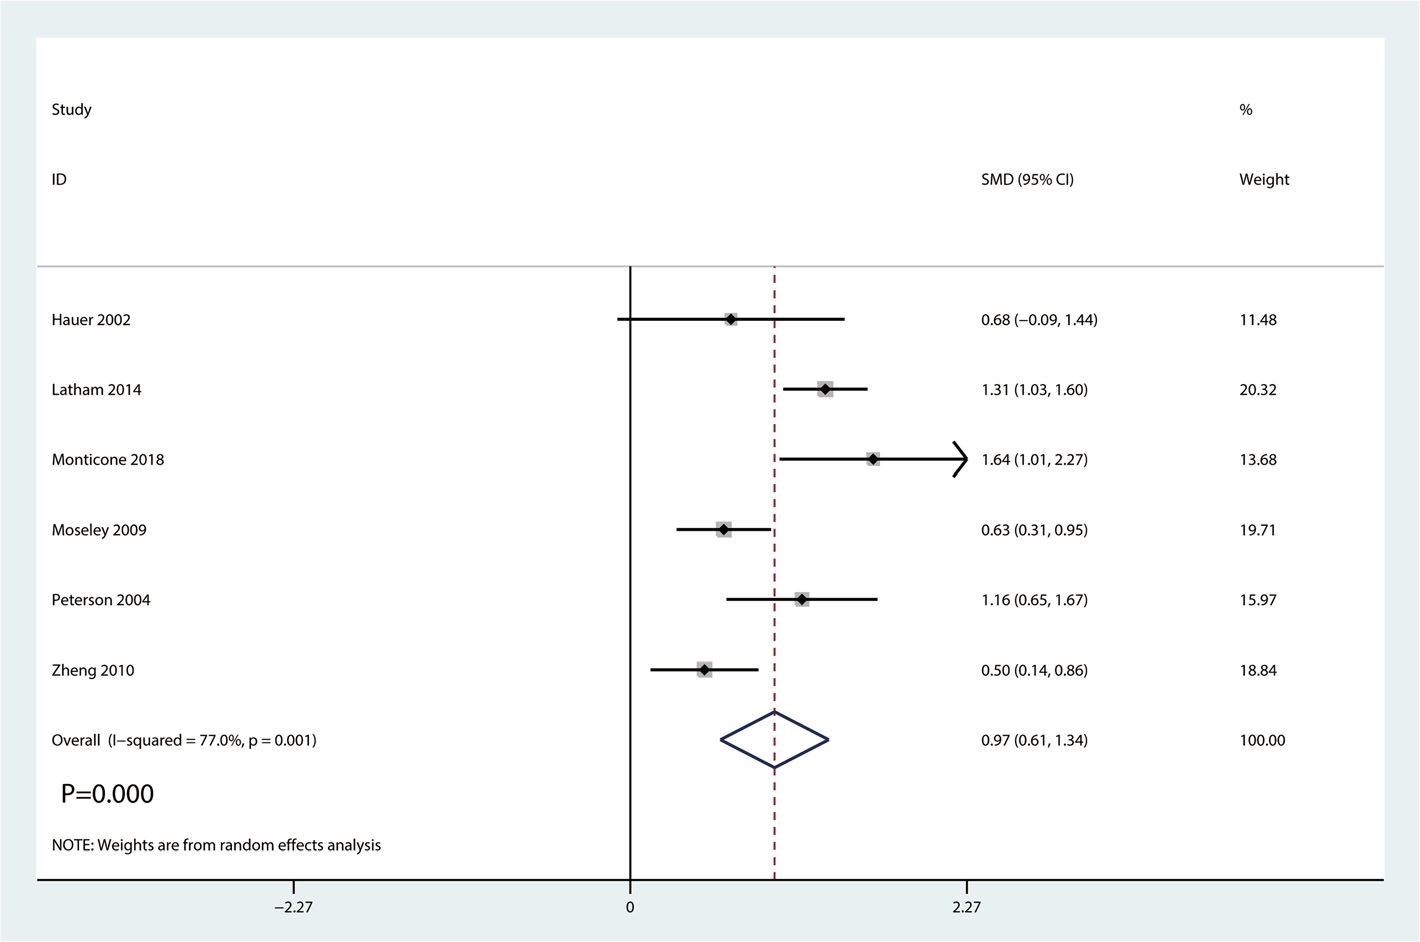 Study %
ID SMD (95% CI) Weight
Hauer 2002 0.68 (−0.09, 1.44) 11.48
Latham 2014 1.31 (1.03, 1.60) 20.32
Monticone 2018 1.64 (1.01, 2.27) 13.68
Moseley 2009 0.63 (0.31, 0.95) 19.71
Peterson 2004 1.16 (0.65, 1.67) 15.97
Zheng 2010 0.50 (0.14, 0.86) 18.84
Overall (I−squared = 77.0%, p = 0.001) 0.97 (0.61, 1.34) 100.00
P=0.000
NOTE: Weights are from random effects analysis
−2.27 0 2.27